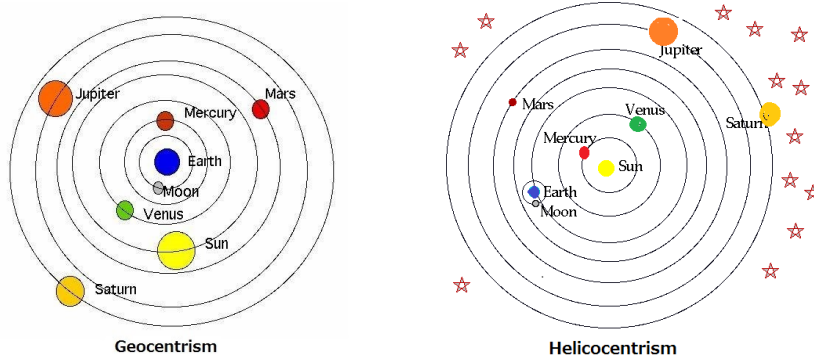 Jupiter
Mars
Mercury
Earth
Moon
Venus
Sun
Saturn
Geocentrism
Jupiter
Mars
Venus
Saturn
Mercury
Sun
Earth
Moon
Helicocentrism